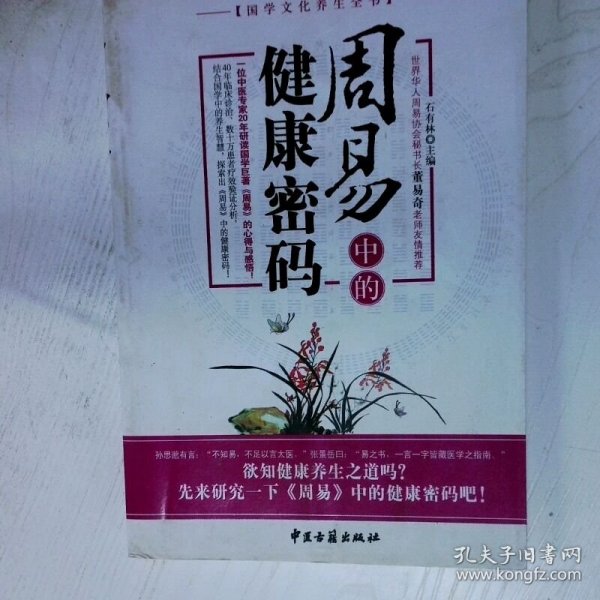 【国学文化养生全书】
周易
中的
健康密码
世界华人周易协会秘书长董易奇老师友情推荐
石有林 主编
一位中医专家20年研读国学巨著《周易》的心得与感悟！
40年临床诊治，数十万患者疗效验证分析，
结合国学中的养生智慧，探索出《周易》中的健康密码！
孙思邈有言：“不知易，不足以言太医。”张景岳曰：“易之书，一言一字皆藏医学之指南。”
欲知健康养生之道吗？
先来研究一下《周易》中的健康密码吧！
中医古籍出版社
孔夫子旧书网
www.kongfz.com